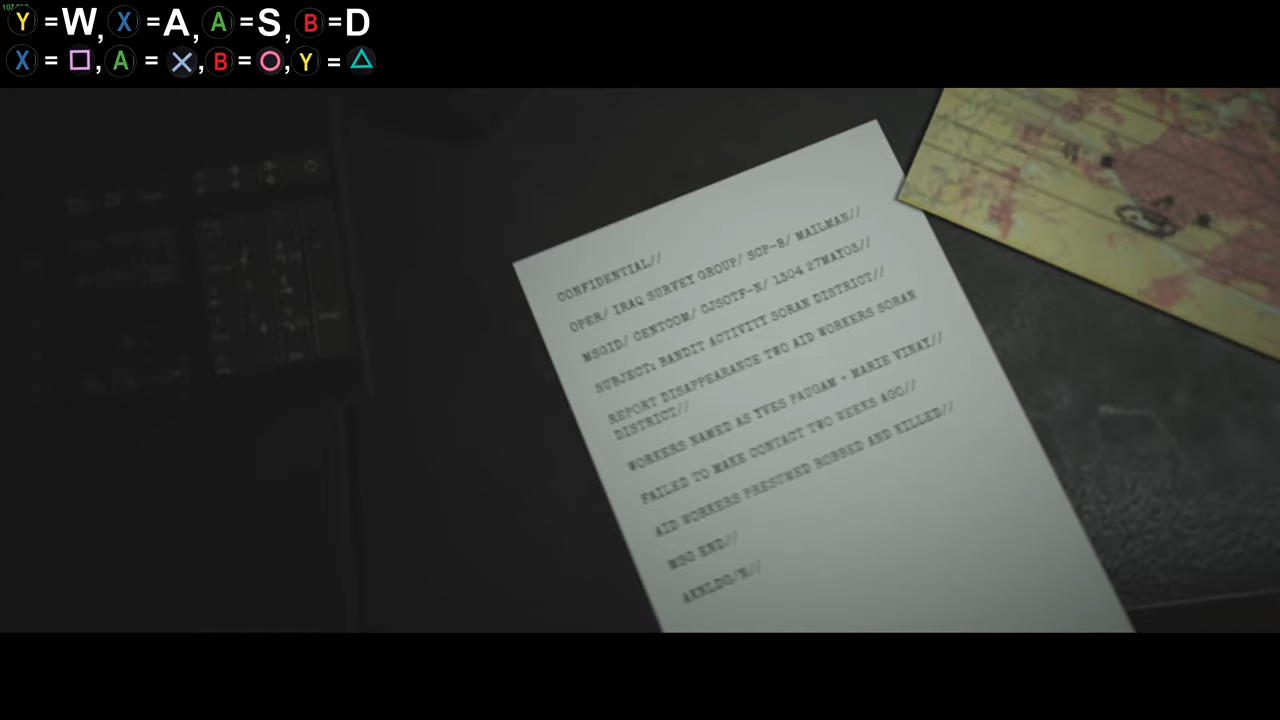 Y = W, X = A, A = S, B = D
X = □, A = ✕, B = ○, Y = △
CONFIDENTIAL//
OPER/ IRAQ SURVEY GROUP/ SCP-B/ MAILMAN//
MSGID/ CENTCOM/ CJSOTF-N/ 1304 27MAY03//
SUBJECT: BANDIT ACTIVITY SORAN DISTRICT//
REPORT DISAPPEARANCE TWO AID WORKERS SORAN
DISTRICT//
WORKERS NAMED AS YVES PAUGAM + MARIE VINAY//
FAILED TO MAKE CONTACT TWO WEEKS AGO//
AID WORKERS PRESUMED ROBBED AND KILLED//
MSG END//